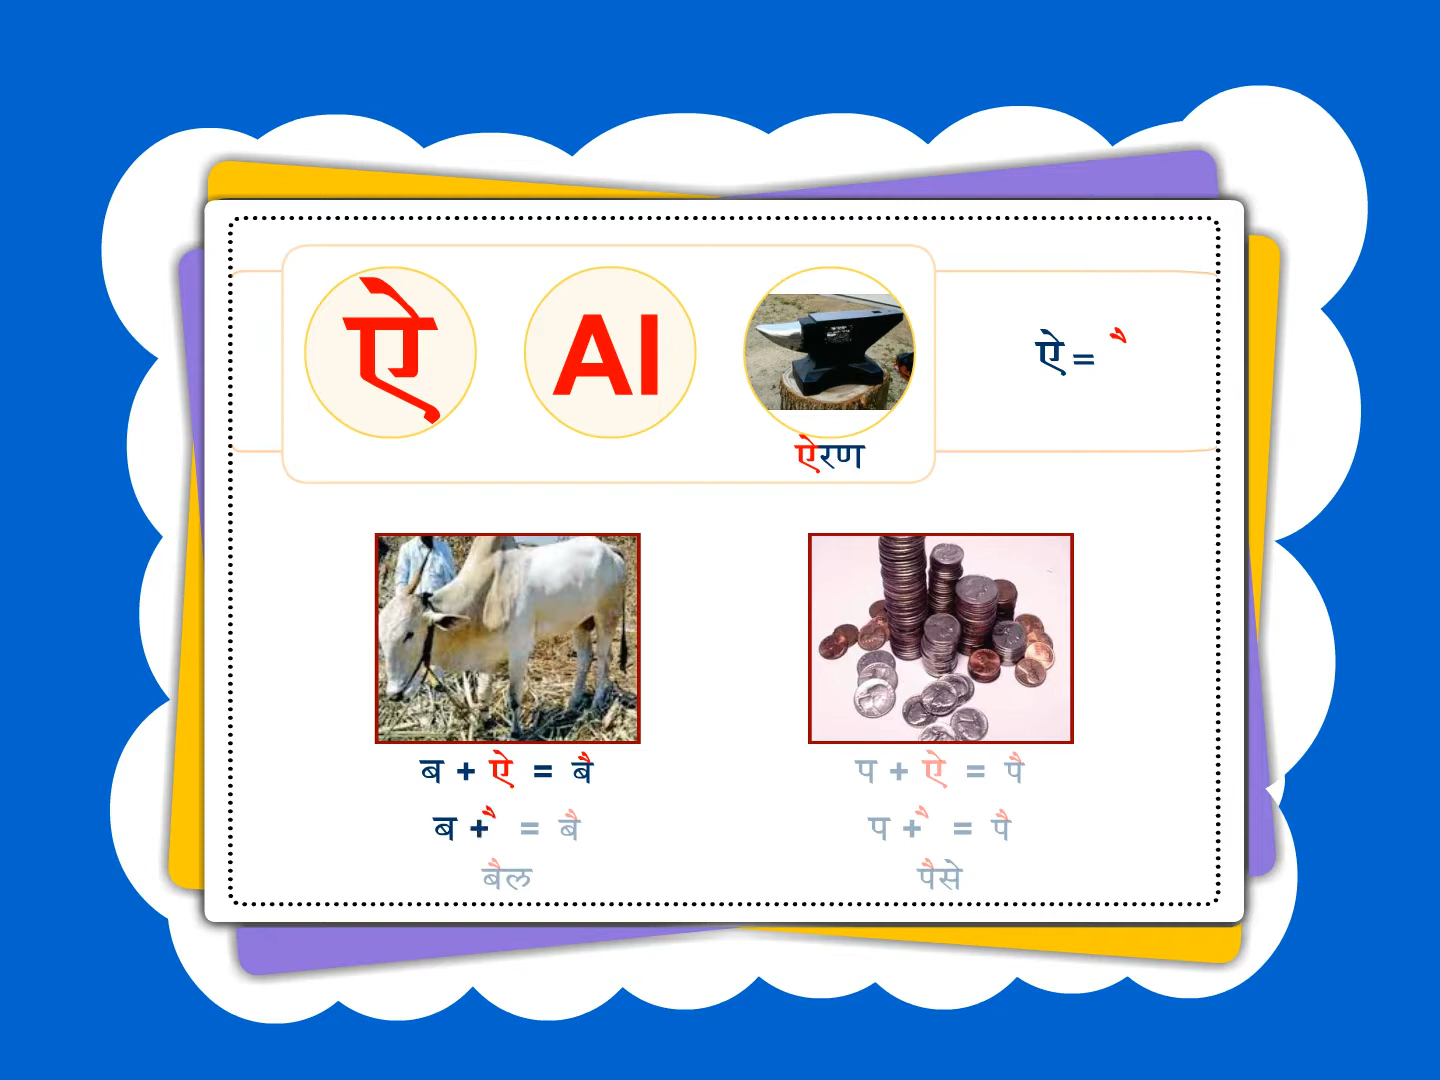 ऐ AI
ऐरण
ऐ = ै
ब + ऐ = बै
ब + ै = बै
बैल
प + ऐ = पै
प + ै = पै
पैसे